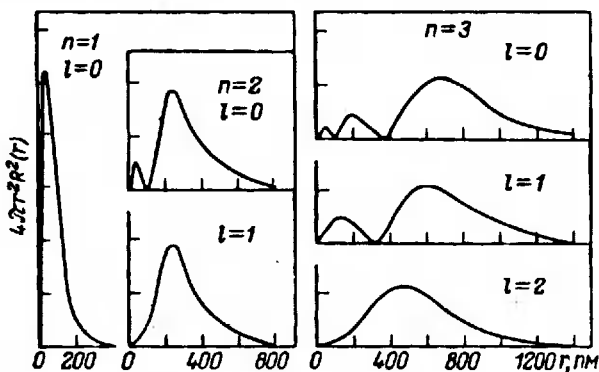 n=1
l=0
n=2
l=0
l=1
n=3
l=0
l=1
l=2
4πr²R²(r)
0 200
0 400 800
0 400 800 1200 r, пм